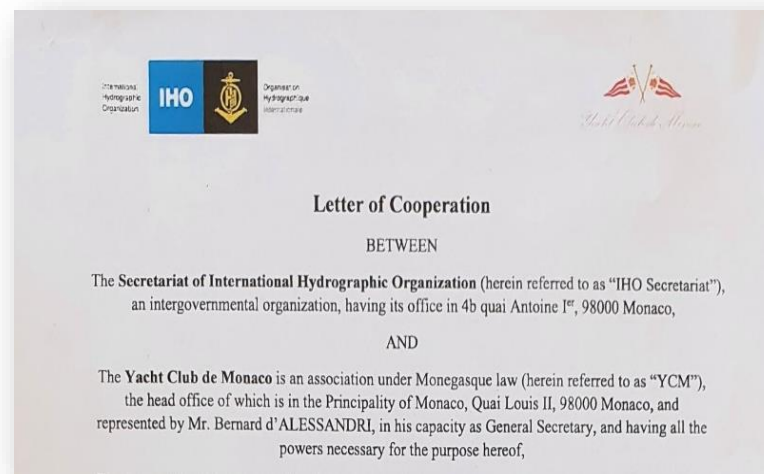 International
Hydrographic
Organization
IHO
Organisation
Hydrographique
Internationale
Yacht Club de Monaco
Letter of Cooperation
BETWEEN
The Secretariat of International Hydrographic Organization (herein referred to as “IHO Secretariat”),
an intergovernmental organization, having its office in 4b quai Antoine Iᵉʳ, 98000 Monaco,
AND
The Yacht Club de Monaco is an association under Monegasque law (herein referred to as “YCM”),
the head office of which is in the Principality of Monaco, Quai Louis II, 98000 Monaco, and
represented by Mr. Bernard d’ALESSANDRI, in his capacity as General Secretary, and having all the
powers necessary for the purpose hereof,